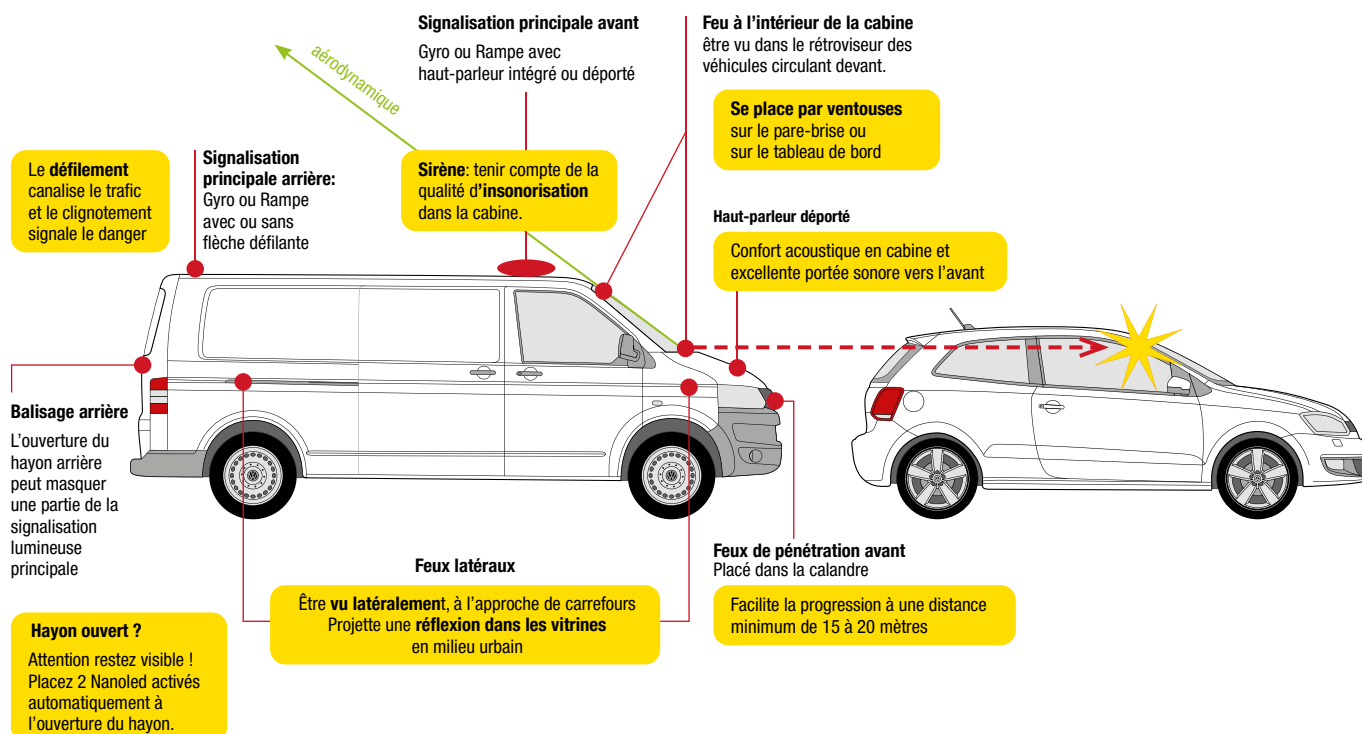 Signalisation principale avant
Gyro ou Rampe avec
haut-parleur intégré ou déporté
Feu à l'intérieur de la cabine
être vu dans le rétroviseur des
véhicules circulant devant.
Se place par ventouses
sur le pare-brise ou
sur le tableau de bord
aérodynamique
Le défilement
canalise le trafic
et le clignotement
signale le danger
Signalisation
principale arrière:
Gyro ou Rampe
avec ou sans
flèche défilante
Sirène: tenir compte de la
qualité d'insonorisation
dans la cabine.
Haut-parleur déporté
Confort acoustique en cabine et
excellente portée sonore vers l'avant
Balisage arrière
L'ouverture du
hayon arrière
peut masquer
une partie de la
signalisation
lumineuse
principale
Hayon ouvert ?
Attention restez visible !
Placez 2 Nanoled activés
automatiquement à
l'ouverture du hayon.
Feux latéraux
Être vu latéralement, à l'approche de carrefours
Projette une réflexion dans les vitrines
en milieu urbain
Feux de pénétration avant
Placé dans la calandre
Facilite la progression à une distance
minimum de 15 à 20 mètres